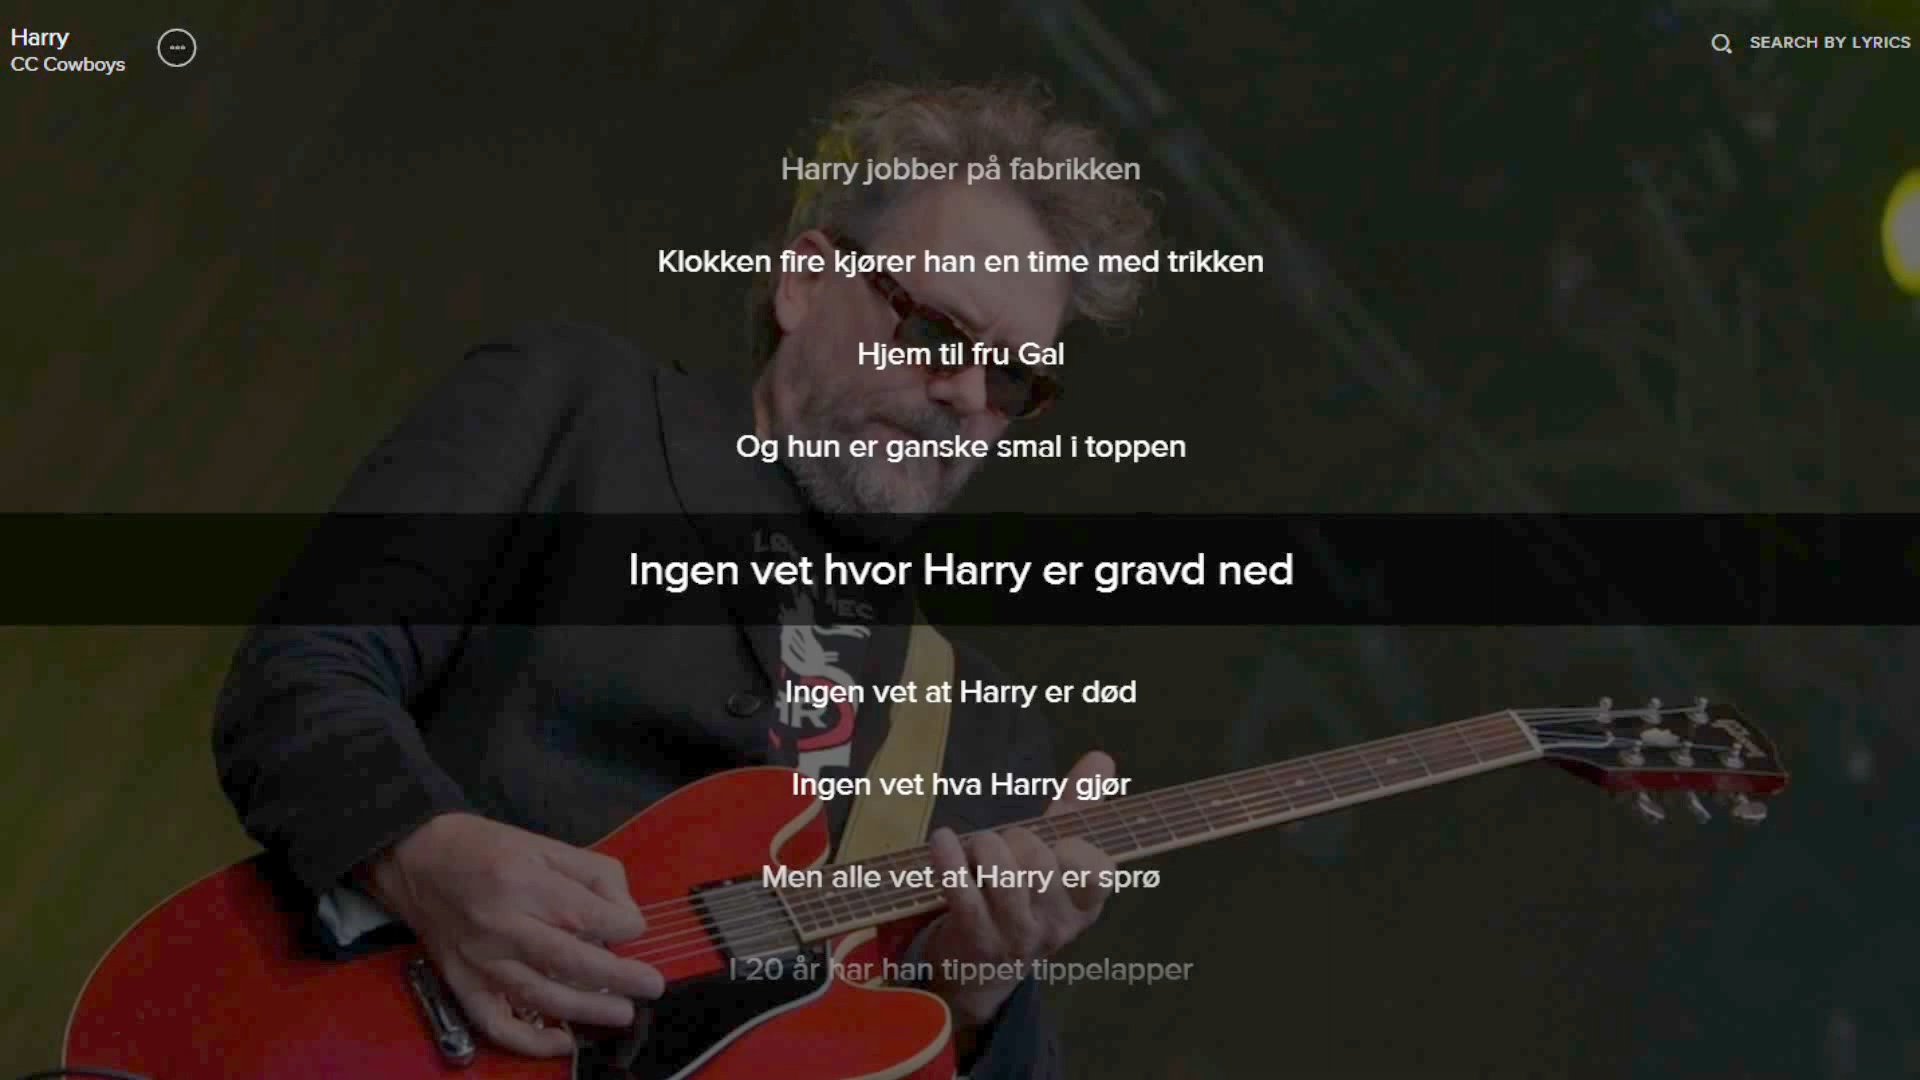 Harry
CC Cowboys
SEARCH BY LYRICS
Harry jobber på fabrikken
Klokken fire kjører han en time med trikken
Hjem til fru Gal
Og hun er ganske smal i toppen
Ingen vet hvor Harry er gravd ned
Ingen vet at Harry er død
Ingen vet hva Harry gjør
Men alle vet at Harry er sprø
I 20 år har han tippet tippelapper